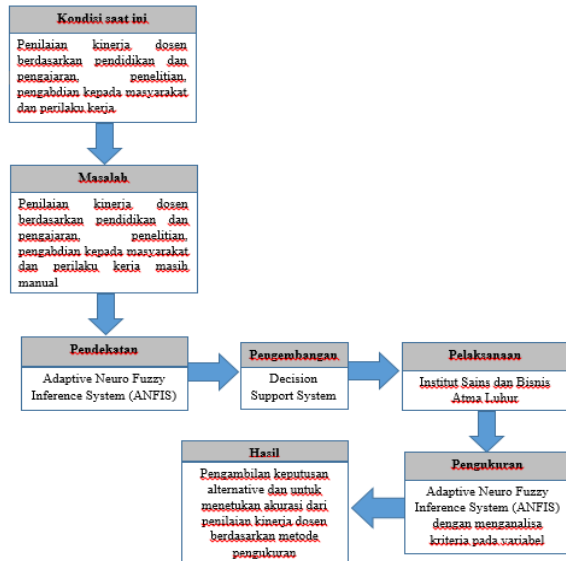 Kondisi saat ini
Penilaian kinerja dosen
berdasarkan pendidikan dan
pengajaran, penelitian,
pengabdian kepada masyarakat
dan perilaku kerja.
Masalah
Penilaian kinerja dosen
berdasarkan pendidikan dan
pengajaran, penelitian,
pengabdian kepada masyarakat
dan perilaku kerja masih
manual
Pendekatan
Adaptive Neuro Fuzzy
Inference System (ANFIS)
Pengembangan
Decision
Support System
Pelaksanaan
Institut Sains dan Bisnis
Atma Luhur
Pengukuran
Adaptive Neuro Fuzzy
Inference System (ANFIS)
dengan menganalisa
kriteria pada variabel
Hasil
Pengambilan keputusan
alternative dan untuk
menetukan akurasi dari
penilaian kinerja dosen
berdasarkan metode
pengukuran